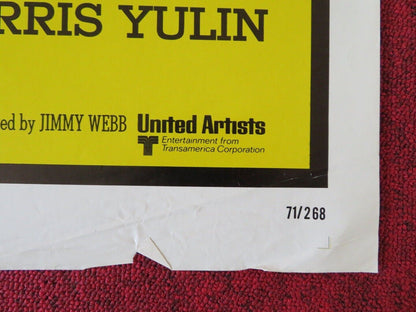 RRIS YULIN
ed by JIMMY WEBB United Artists
Entertainment from
Transamerica Corporation
71/268